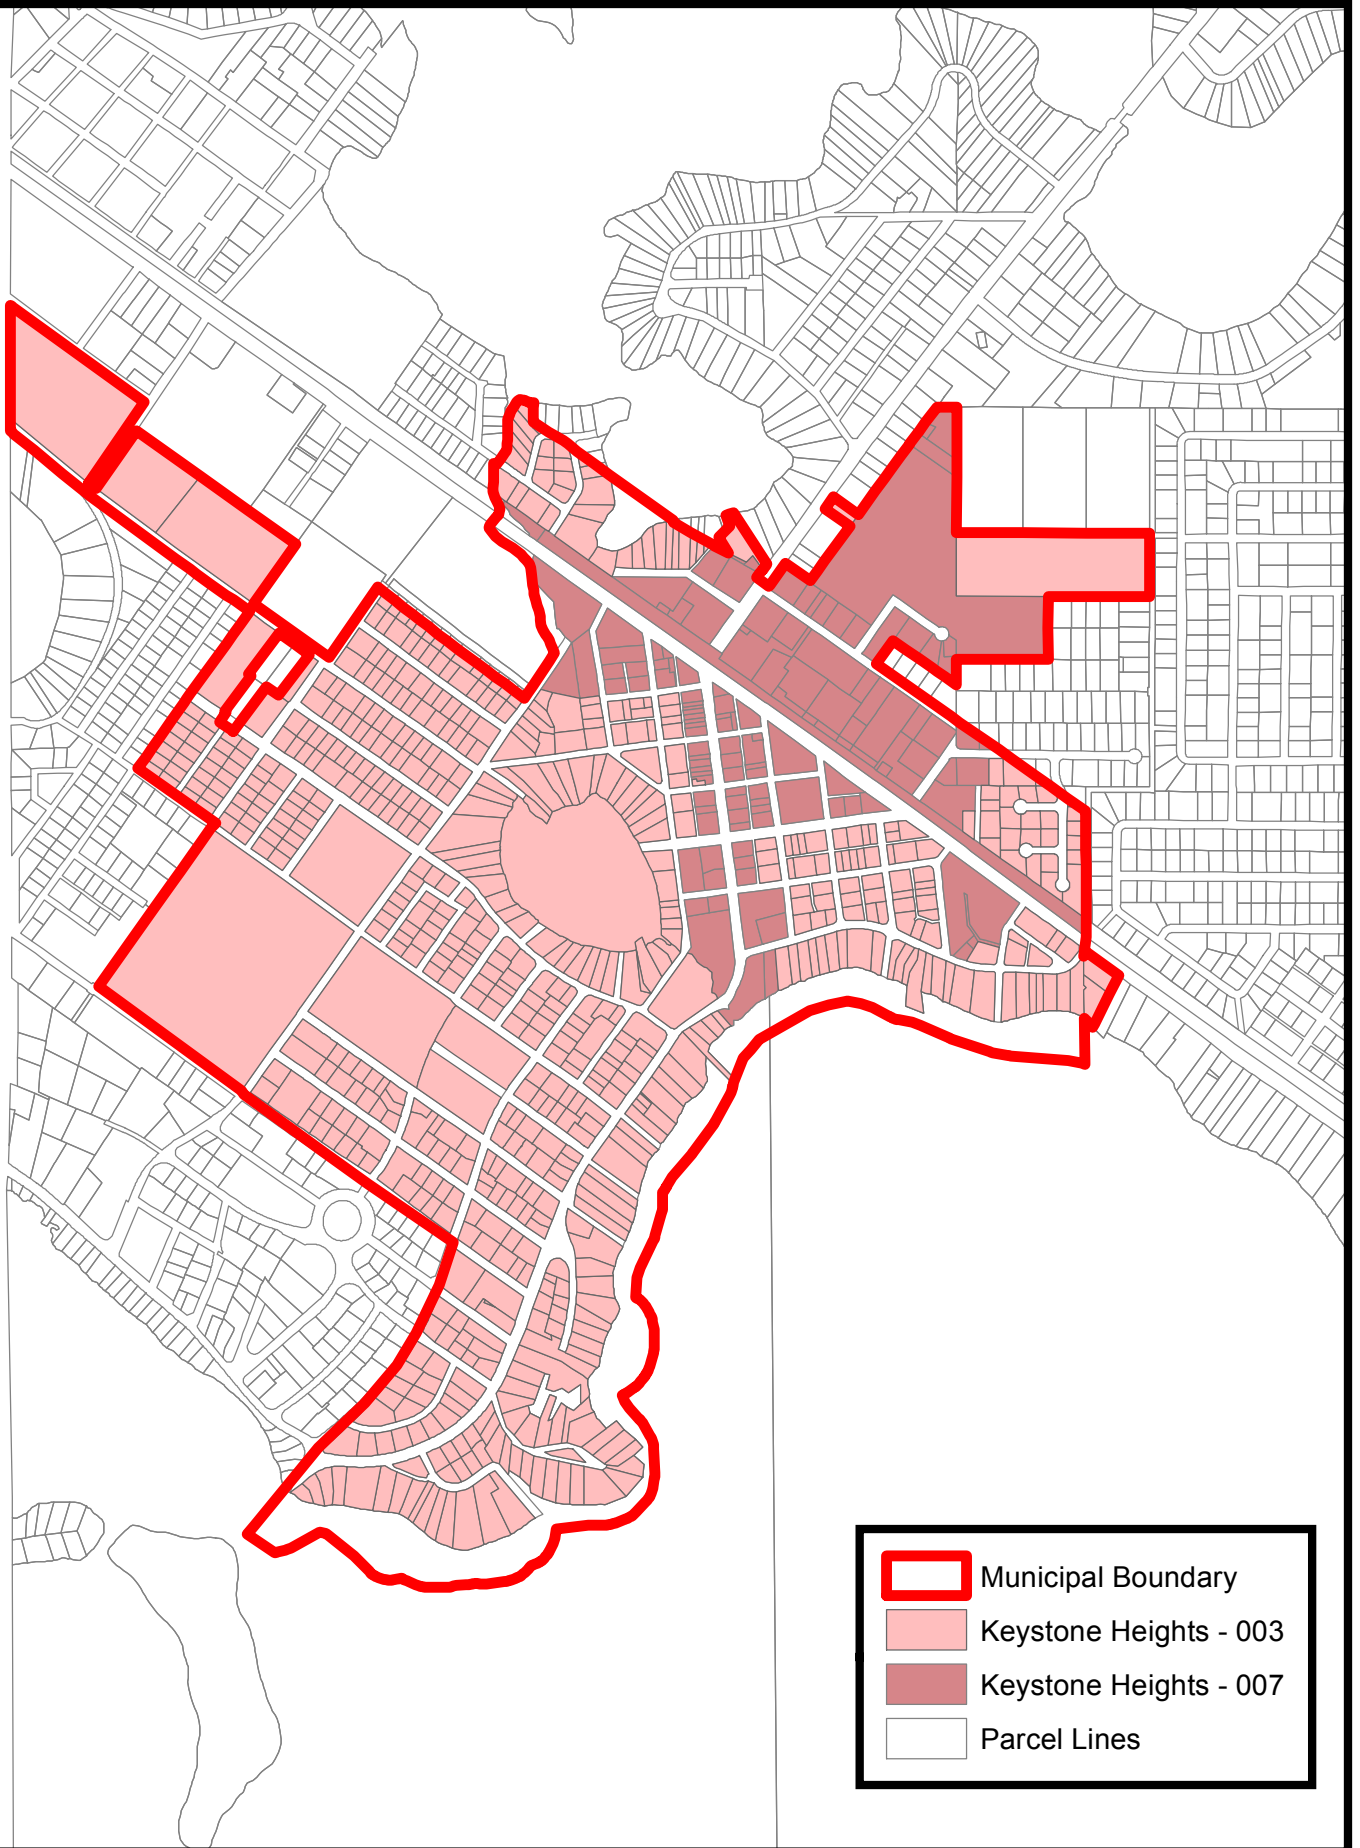 Municipal Boundary
Keystone Heights - 003
Keystone Heights - 007
Parcel Lines